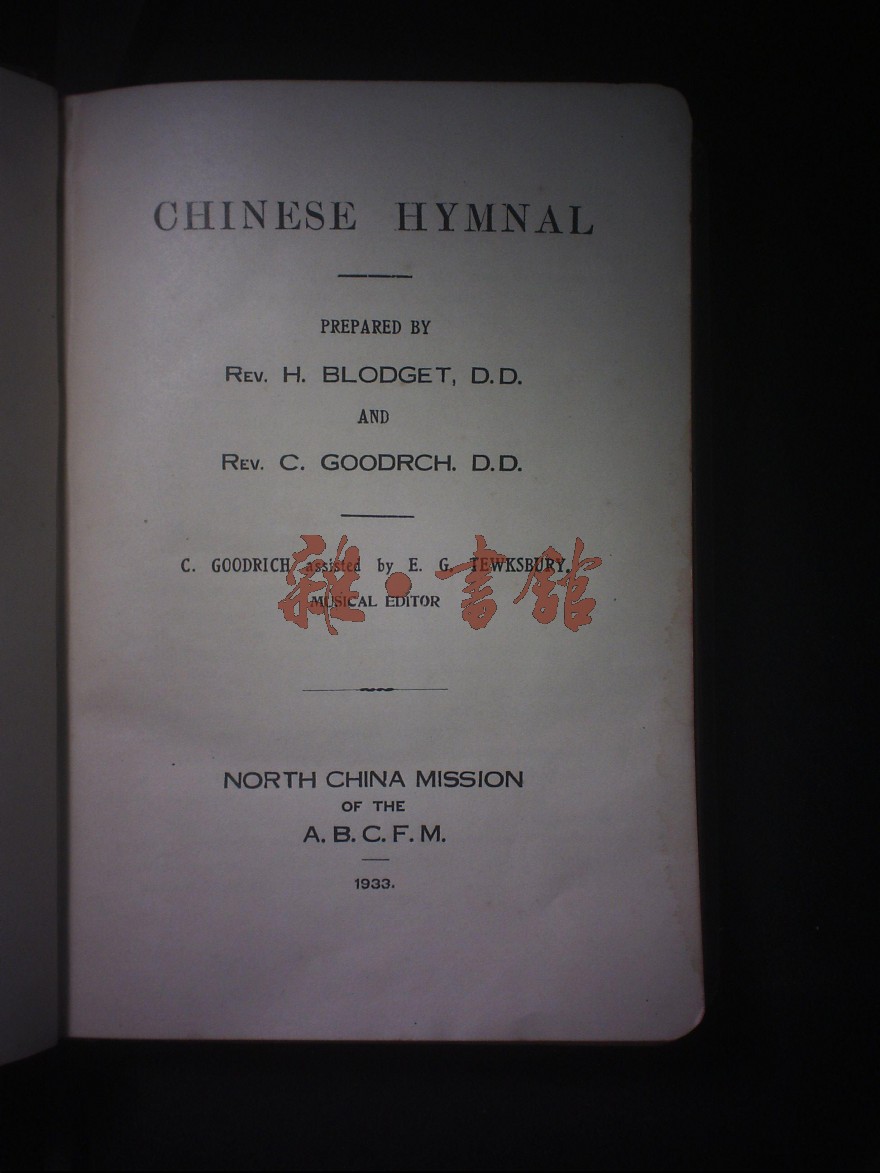 CHINESE HYMNAL
PREPARED BY
REV. H. BLODGET, D.D.
AND
REV. C. GOODRCH. D.D.
C. GOODRICH assisted by E. G. TEWKSBURY.
MUSICAL EDITOR
雜·書館
NORTH CHINA MISSION
OF THE
A. B. C. F. M.
1933.